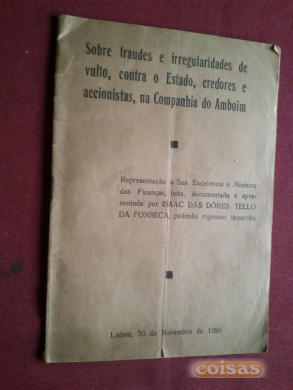 Sobre fraudes e irregularidades de
vulto, contra o Estado, credores e
accionistas, na Companhia do Amboim
Representação a Sua Excelencia o Ministro
das Finanças, feita, documentada e apre-
sentada por ISAAC DAS DÔRES TELLO
DA FONSECA, pedindo rigoroso inquerito
Lisboa, 30 de Novembro de
coisas